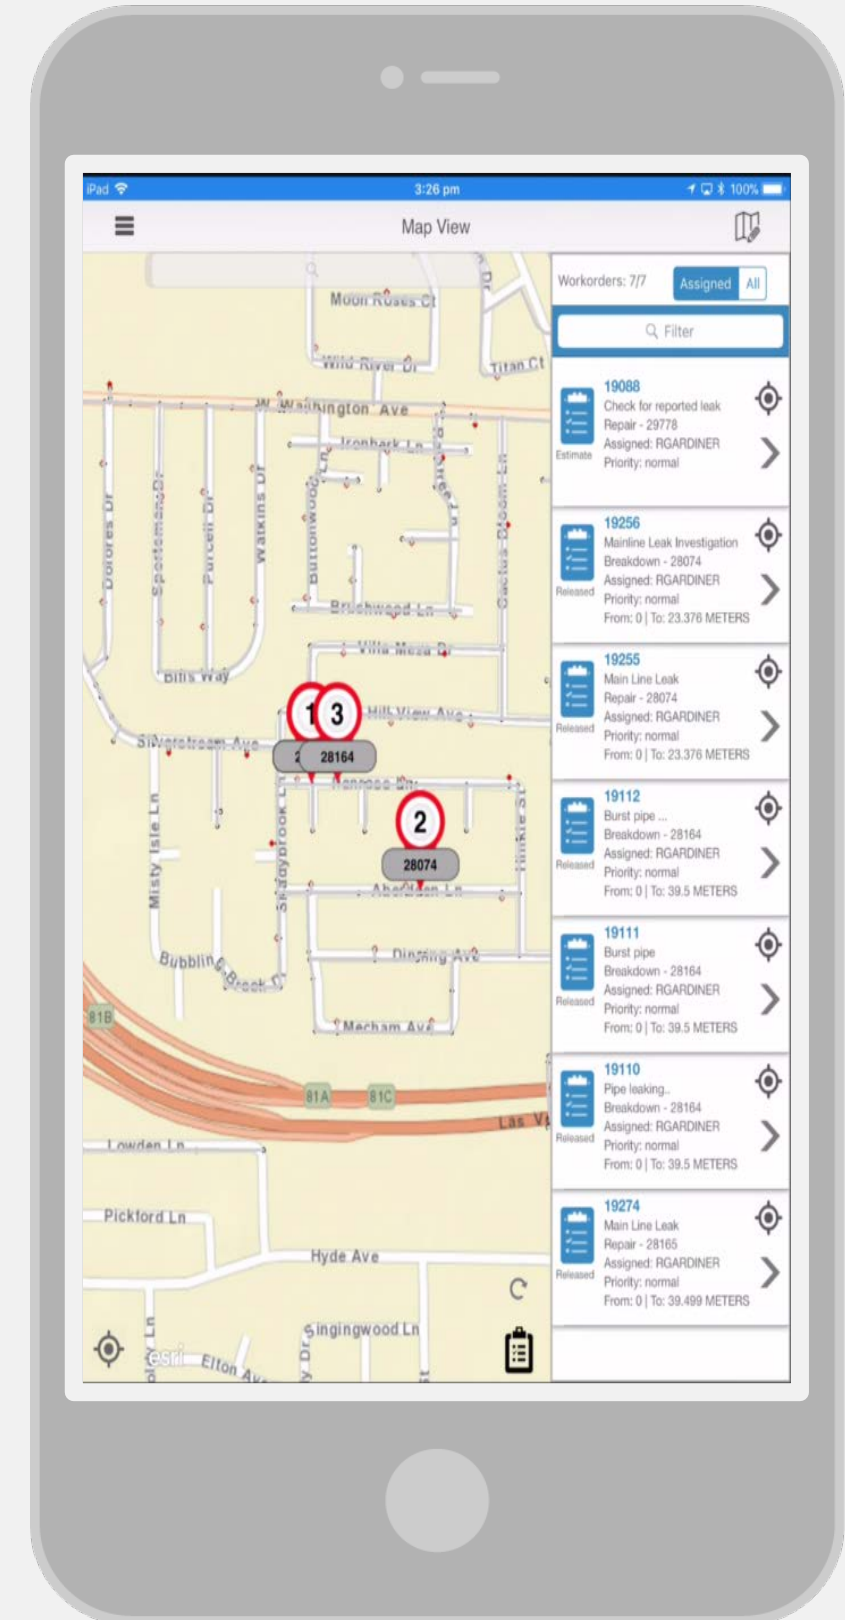 iPad
3:26 pm
100%
Map View
Workorders: 7/7
Assigned
All
Filter
19088
Check for reported leak
Repair - 29778
Assigned: RGARDINER
Priority: normal
Estimate
19256
Mainline Leak Investigation
Breakdown - 28074
Assigned: RGARDINER
Priority: normal
From: 0 | To: 23.376 METERS
Released
19255
Main Line Leak
Repair - 28074
Assigned: RGARDINER
Priority: normal
From: 0 | To: 23.376 METERS
Released
19112
Burst pipe ...
Breakdown - 28164
Assigned: RGARDINER
Priority: normal
From: 0 | To: 39.5 METERS
Released
19111
Burst pipe
Breakdown - 28164
Assigned: RGARDINER
Priority: normal
From: 0 | To: 39.5 METERS
Released
19110
Pipe leaking..
Breakdown - 28164
Assigned: RGARDINER
Priority: normal
From: 0 | To: 39.5 METERS
Released
19274
Main Line Leak
Repair - 28165
Assigned: RGARDINER
Priority: normal
From: 0 | To: 39.499 METERS
Released
Moon Roses Ct
Wild River Dr
Titan Ct
W Washington Ave
Ironbark Ln
Dolores Dr
Purcell Dr
Watkins Dr
Buttonwood Ln
Brushwood Ln
Villa Mesa Dr
Bifis Way
1
3
Hill View Ave
Silverstream Ave
28164
Misty Isle Ln
Shadybrook Ln
2
28074
Aberdeen Ln
Bubbling Brook
Mecham Ave
81B
81A
81C
Las V
Lowden Ln
Pickford Ln
Hyde Ave
Singingwood Ln
esri
Elton Ave